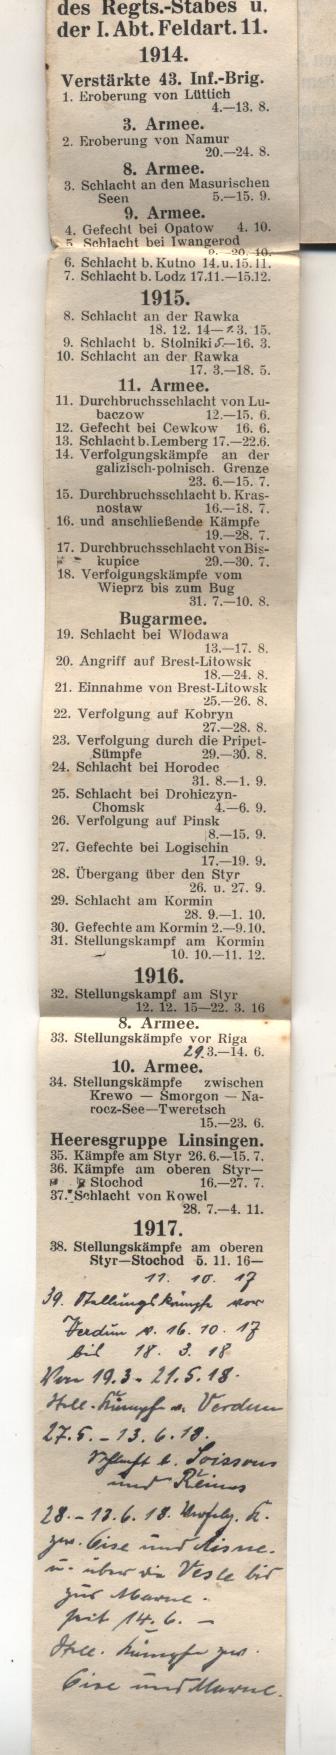 des Regts.-Stabes u.
der I. Abt. Feldart. 11.
1914.
Verstärkte 43. Inf.-Brig.
1. Eroberung von Lüttich
4.—13. 8.
3. Armee.
2. Eroberung von Namur
20.—24. 8.
8. Armee.
3. Schlacht an den Masurischen
Seen 5.—15. 9.
9. Armee.
4. Gefecht bei Opatow 4. 10.
5. Schlacht bei Iwangerod
9.—20. 10.
6. Schlacht b. Kutno 14. u. 15. 11.
7. Schlacht b. Lodz 17.11.—15.12.
1915.
8. Schlacht an der Rawka
18. 12. 14— 3. 15.
9. Schlacht b. Stolniki 5.—16. 3.
10. Schlacht an der Rawka
17. 3.—18. 5.
11. Armee.
11. Durchbruchsschlacht von Lu-
baczow 12.—15. 6.
12. Gefecht bei Cewkow 16. 6.
13. Schlacht b. Lemberg 17.—22.6.
14. Verfolgungskämpfe an der
galizisch-polnisch. Grenze
23. 6.—15. 7.
15. Durchbruchsschlacht b. Kras-
nostaw 16.—18. 7.
16. und anschließende Kämpfe
19.—28. 7.
17. Durchbruchsschlacht von Bis-
kupice 29.—30. 7.
18. Verfolgungskämpfe vom
Wieprz bis zum Bug
31. 7.—10. 8.
Bugarmee.
19. Schlacht bei Wlodawa
13.—17. 8.
20. Angriff auf Brest-Litowsk
18.—24. 8.
21. Einnahme von Brest-Litowsk
25.—26. 8.
22. Verfolgung auf Kobryn
27.—28. 8.
23. Verfolgung durch die Pripet-
Sümpfe 29.—30. 8.
24. Schlacht bei Horodec
31. 8.—1. 9.
25. Schlacht bei Drohiczyn-
Chomsk 4.—6. 9.
26. Verfolgung auf Pinsk
8.—15. 9.
27. Gefechte bei Logischin
17.—19. 9.
28. Übergang über den Styr
26. u. 27. 9.
29. Schlacht am Kormin
28. 9.—1. 10.
30. Gefechte am Kormin 2.—9.10.
31. Stellungskampf am Kormin
10. 10.—11. 12.
1916.
32. Stellungskampf am Styr
12. 12. 15—22. 3. 16
8. Armee.
33. Stellungskämpfe vor Riga
29. 3.—14. 6.
10. Armee.
34. Stellungskämpfe zwischen
Krewo — Smorgon — Na-
rocz-See—Tweretsch
15.—23. 6.
Heeresgruppe Linsingen.
35. Kämpfe am Styr 26. 6.—15. 7.
36. Kämpfe am oberen Styr—
Stochod 16.—27. 7.
37. Schlacht von Kowel
28. 7.—4. 11.
1917.
38. Stellungskämpfe am oberen
Styr—Stochod 5. 11. 16—
11. 10. 17
39. Stellungskämpfe vor
Verdun v. 16. 10. 17
bis 18. 3. 18
Von 19.3 - 21.5.18.
Stell. Kämpf v. Verdun
27.5. - 13.6.18.
Schlacht b. Soissons
und Reims
28. - 13.6.18. Verfolg. K.
zw. Oise und Aisne.
u. über die Vesle bis
zur Marne.
seit 14. 6. —
Stell. Kämpfe zw.
Oise und Marne.